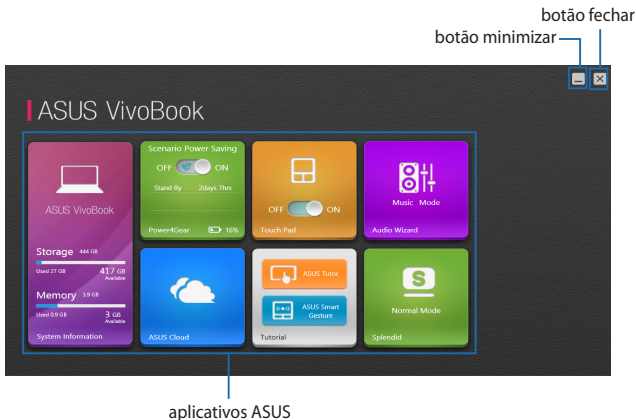 botão fechar
botão minimizar
ASUS VivoBook
ASUS VivoBook
Storage 444 GB
Used 27 GB
417 GB
Available
Memory 3.9 GB
Used 0.9 GB
3 GB
Available
System Information
Scenario Power Saving
OFF ON
Stand By 2days 7hrs
Power4Gear 16%
OFF ON
Touch Pad
Music Mode
Audio Wizard
ASUS Cloud
ASUS Tutor
ASUS Smart
Gesture
Tutorial
S
Normal Mode
Splendid
aplicativos ASUS